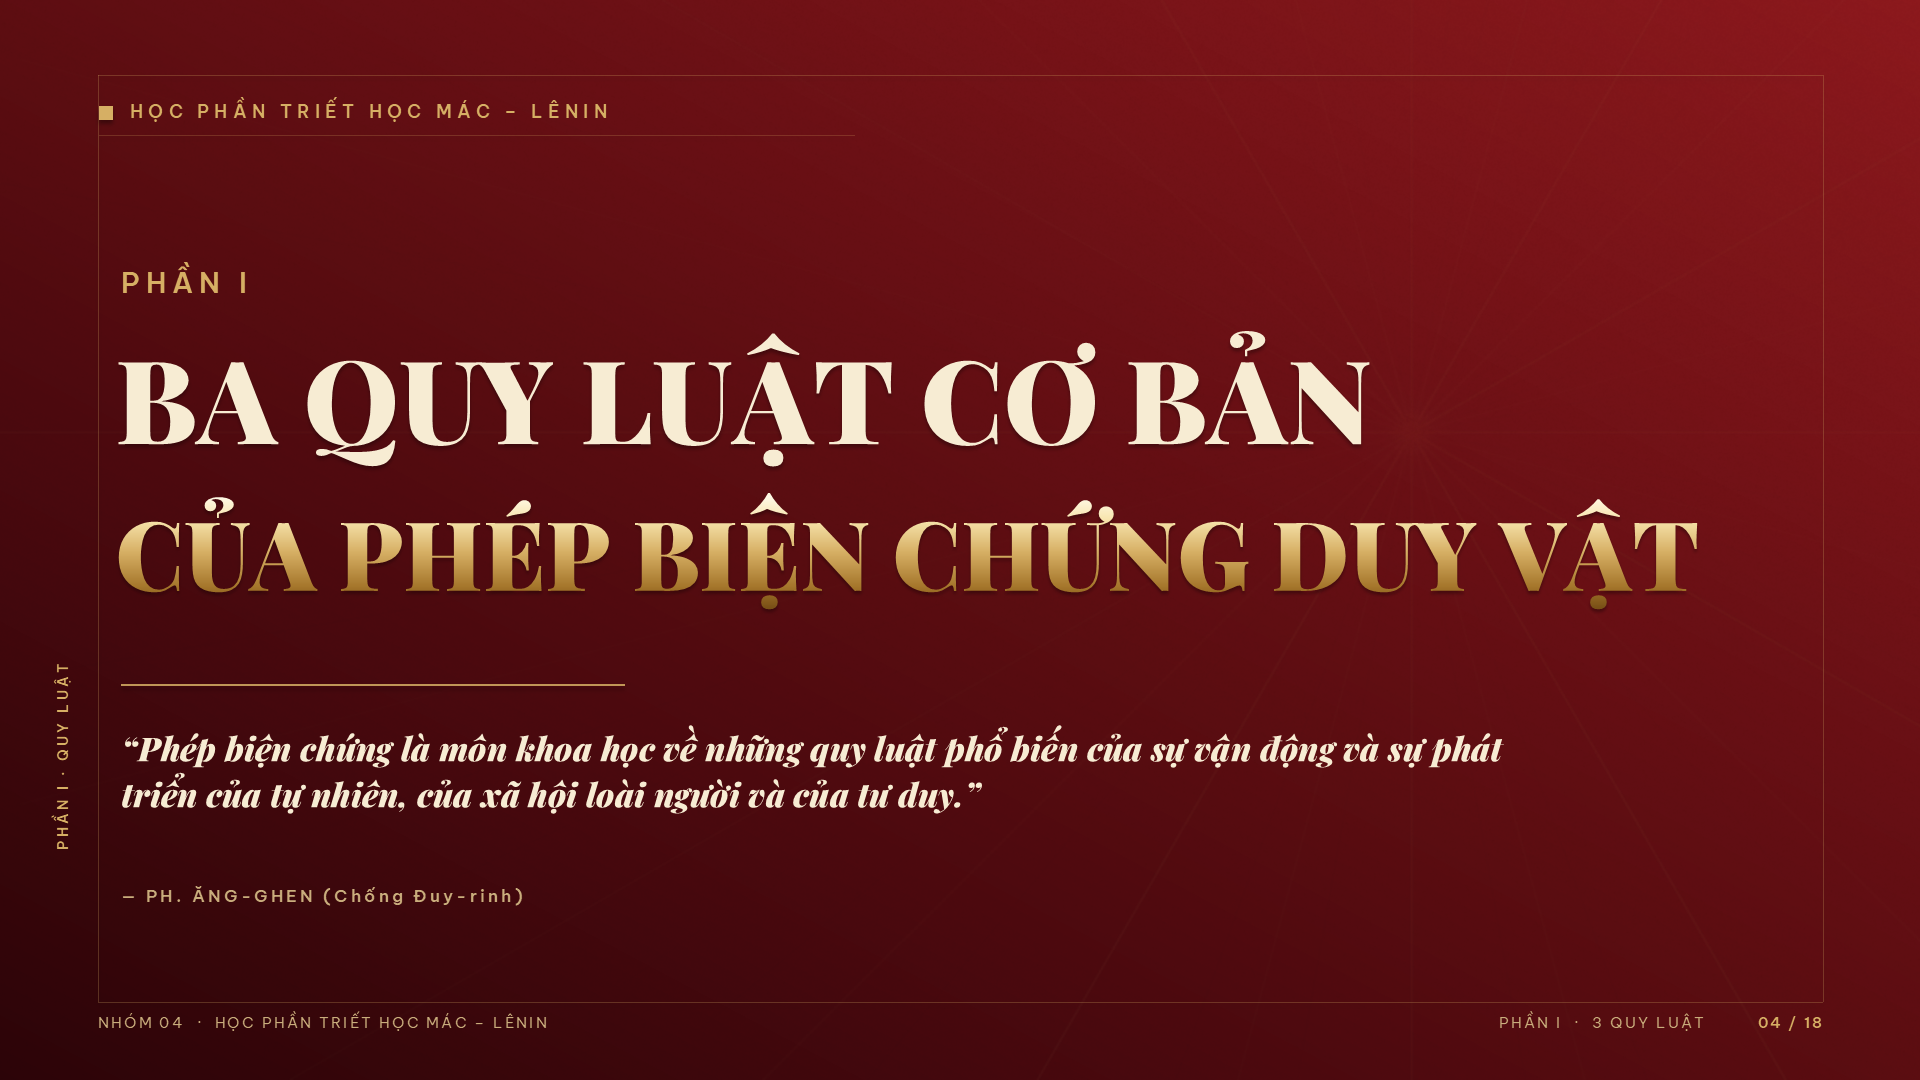 HỌC PHẦN TRIẾT HỌC MÁC – LÊNIN
PHẦN I
BA QUY LUẬT CƠ BẢN
CỦA PHÉP BIỆN CHỨNG DUY VẬT
“Phép biện chứng là môn khoa học về những quy luật phổ biến của sự vận động và sự phát
triển của tự nhiên, của xã hội loài người và của tư duy.”
— PH. ĂNG-GHEN (Chống Đuy-rinh)
PHẦN I · QUY LUẬT
NHÓM 04 · HỌC PHẦN TRIẾT HỌC MÁC – LÊNIN
PHẦN I · 3 QUY LUẬT 04 / 18